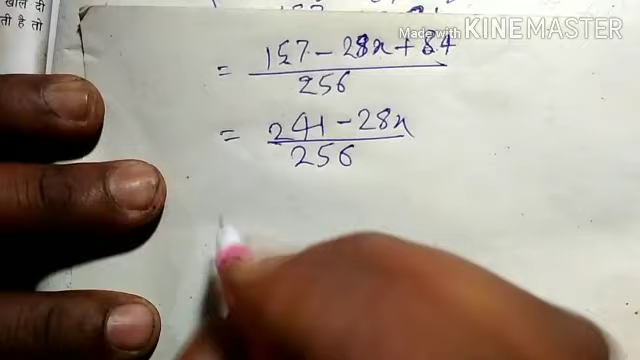 खोल दी
ती है तो
Made with KINEMASTER
= 157 - 28x + 84
256
= 241 - 28x
256